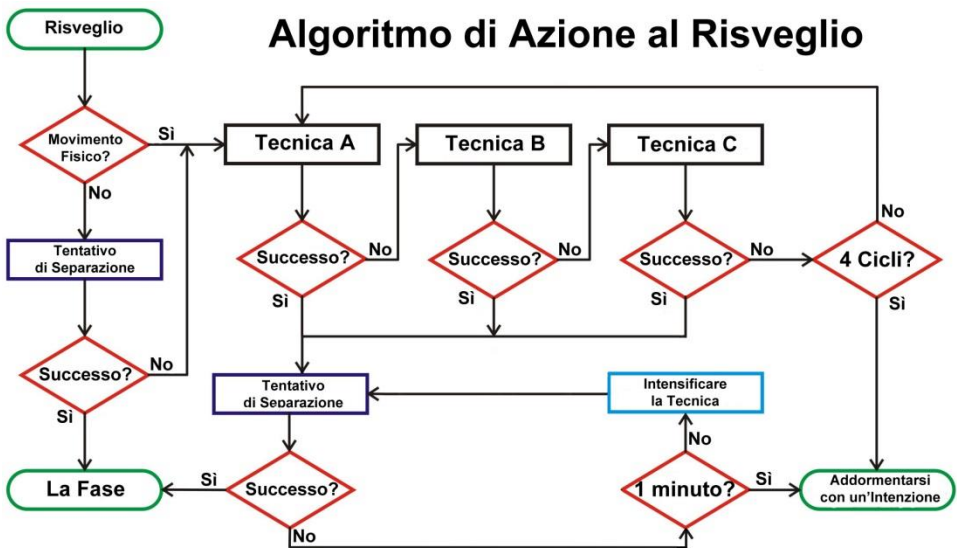 Risveglio
Algoritmo di Azione al Risveglio
Movimento
Fisico?
Sì
No
Tecnica A
Tecnica B
Tecnica C
No
Tentativo
di Separazione
Successo?
No
Sì
Successo?
No
Sì
Successo?
No
Sì
4 Cicli?
Sì
Successo?
No
Sì
Tentativo
di Separazione
Intensificare
la Tecnica
No
La Fase
Sì
Successo?
No
1 minuto?
Sì
Addormentarsi
con un'Intenzione